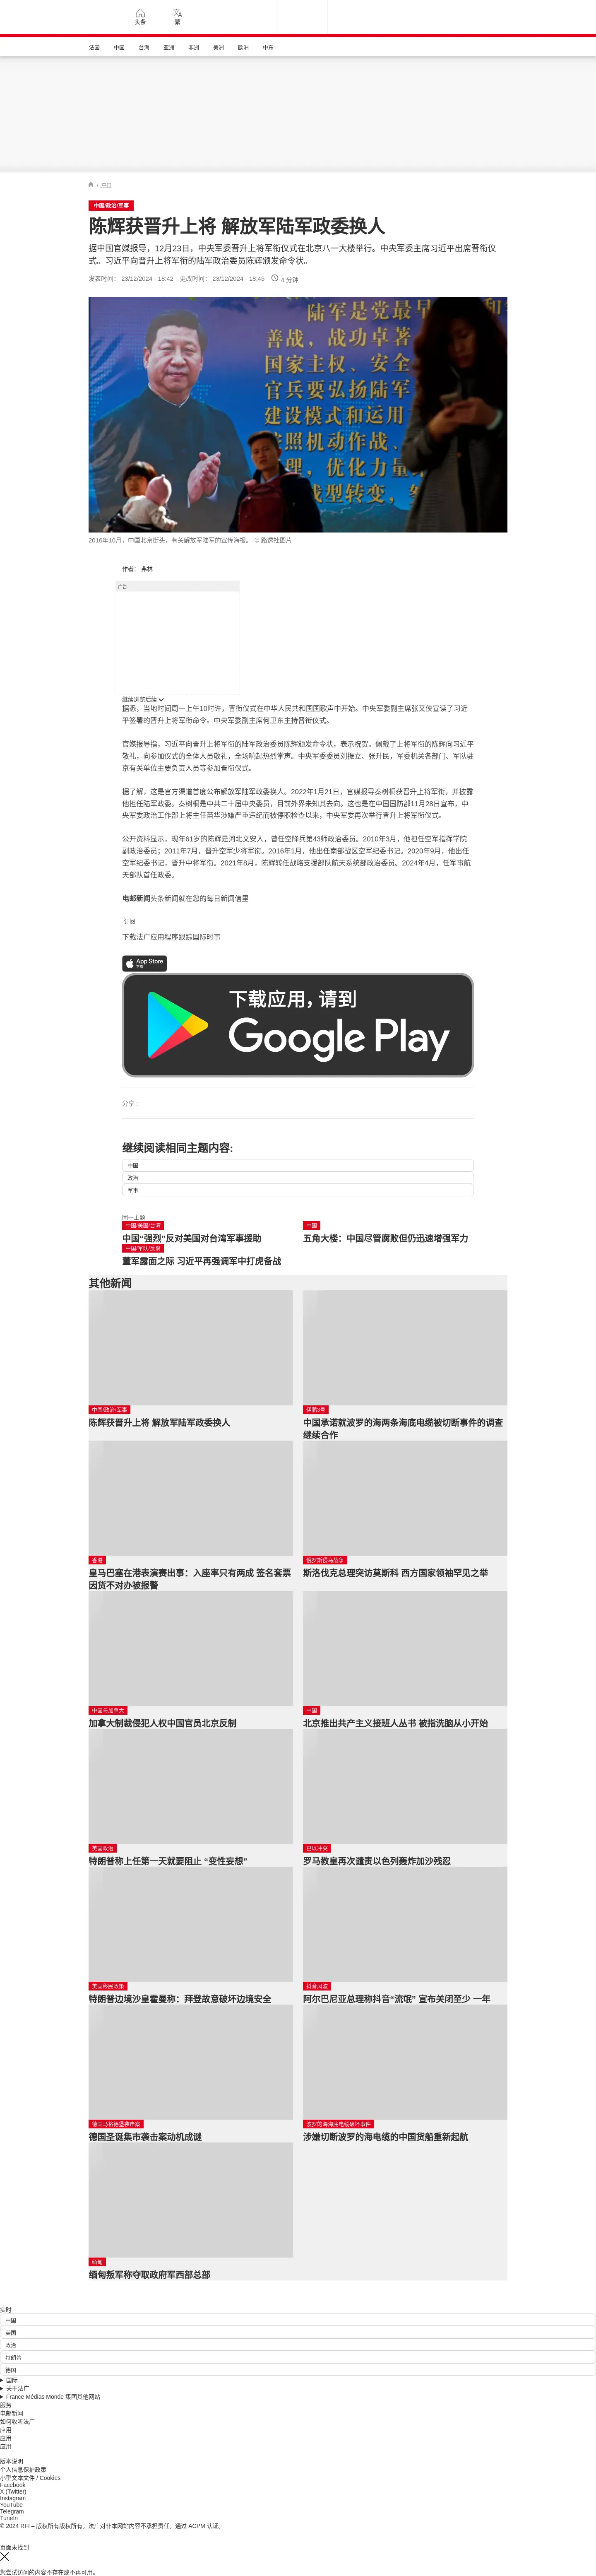 头条
繁
法国 中国 台海 亚洲 非洲 美洲 欧洲 中东
/ 中国
中国/政治/军事
陈辉获晋升上将 解放军陆军政委换人
据中国官媒报导，12月23日，中央军委晋升上将军衔仪式在北京八一大楼举行。中央军委主席习近平出席晋衔仪
式。习近平向晋升上将军衔的陆军政治委员陈辉颁发命令状。
发表时间： 23/12/2024 - 18:42 更改时间： 23/12/2024 - 18:45 4 分钟
陆军是党最早
善战，战功卓著
国家主权、安全
官兵要弘扬陆军
建设模式和运用
照机动作战、
理，优化力量
成型转变，
2016年10月，中国北京街头，有关解放军陆军的宣传海报。 © 路透社图片
作者： 弗林
广告
继续浏览后续
据悉，当地时间周一上午10时许，晋衔仪式在中华人民共和国国歌声中开始。中央军委副主席张又侠宣读了习近
平签署的晋升上将军衔命令。中央军委副主席何卫东主持晋衔仪式。
官媒报导指，习近平向晋升上将军衔的陆军政治委员陈辉颁发命令状，表示祝贺。佩戴了上将军衔的陈辉向习近平
敬礼，向参加仪式的全体人员敬礼，全场响起热烈掌声。中央军委委员刘振立、张升民，军委机关各部门、军队驻
京有关单位主要负责人员等参加晋衔仪式。
据了解，这是官方渠道首度公布解放军陆军政委换人。2022年1月21日，官媒报导秦树桐获晋升上将军衔，并披露
他担任陆军政委。秦树桐是中共二十届中央委员，目前外界未知其去向。这也是在中国国防部11月28日宣布，中
央军委政治工作部上将主任苗华涉嫌严重违纪而被停职检查以来，中央军委再次举行晋升上将军衔仪式。
公开资料显示，现年61岁的陈辉是河北文安人，曾任空降兵第43师政治委员。2010年3月，他担任空军指挥学院
副政治委员；2011年7月，晋升空军少将军衔。2016年1月，他出任南部战区空军纪委书记。2020年9月，他出任
空军纪委书记，晋升中将军衔。2021年8月，陈辉转任战略支援部队航天系统部政治委员。2024年4月，任军事航
天部队首任政委。
电邮新闻头条新闻就在您的每日新闻信里
订阅
下载法广应用程序跟踪国际时事
App Store
下载
下载应用，请到
Google Play
分享 :
继续阅读相同主题内容:
中国
政治
军事
同一主题
中国/美国/台湾
中国“强烈”反对美国对台湾军事援助
中国
五角大楼：中国尽管腐败但仍迅速增强军力
中国/军队/反腐
董军露面之际 习近平再强调军中打虎备战
其他新闻
中国/政治/军事
陈辉获晋升上将 解放军陆军政委换人
伊鹏3号
中国承诺就波罗的海两条海底电缆被切断事件的调查
继续合作
香港
皇马巴塞在港表演赛出事：入座率只有两成 签名套票
因货不对办被报警
俄罗斯侵乌战争
斯洛伐克总理突访莫斯科 西方国家领袖罕见之举
中国与加拿大
加拿大制裁侵犯人权中国官员北京反制
中国
北京推出共产主义接班人丛书 被指洗脑从小开始
美国政治
特朗普称上任第一天就要阻止 “变性妄想”
巴以冲突
罗马教皇再次谴责以色列轰炸加沙残忍
美国移民政策
特朗普边境沙皇霍曼称：拜登故意破坏边境安全
抖音风波
阿尔巴尼亚总理称抖音“流氓” 宣布关闭至少 一年
德国马格德堡袭击案
德国圣诞集市袭击案动机成谜
波罗的海海底电缆破坏事件
涉嫌切断波罗的海电缆的中国货船重新起航
缅甸
缅甸叛军称夺取政府军西部总部
实时
中国
美国
政治
特朗普
德国
国际
关于法广
France Médias Monde 集团其他网站
服务
电邮新闻
如何收听法广
应用
应用
应用
版本说明
个人信息保护政策
小型文本文件 / Cookies
Facebook
X (Twitter)
Instagram
YouTube
Telegram
TuneIn
© 2024 RFI – 版权所有版权所有。法广对非本网站内容不承担责任。通过 ACPM 认证。
页面未找到
您尝试访问的内容不存在或不再可用。